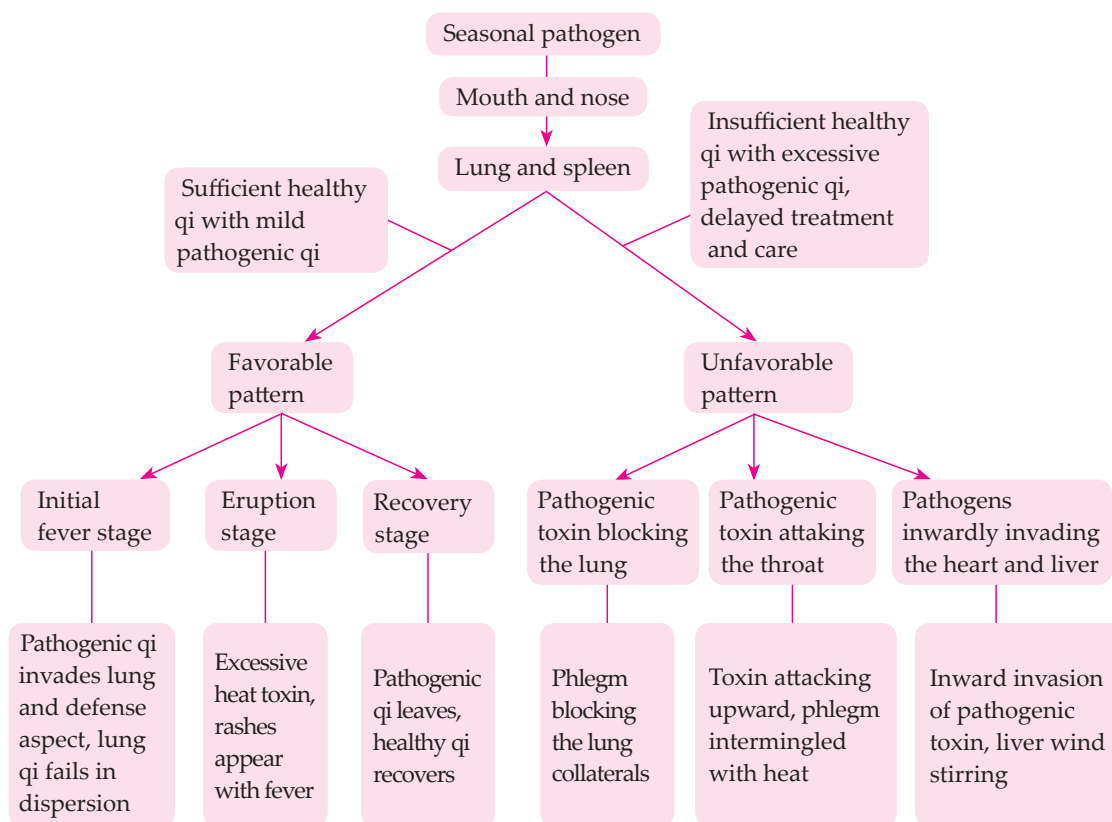 Seasonal pathogen
Mouth and nose
Lung and spleen
Sufficient healthy
qi with mild
pathogenic qi
Insufficient healthy
qi with excessive
pathogenic qi,
delayed treatment
and care
Favorable
pattern
Unfavorable
pattern
Initial
fever stage
Eruption
stage
Recovery
stage
Pathogenic
toxin blocking
the lung
Pathogenic
toxin attaking
the throat
Pathogens
inwardly invading
the heart and liver
Pathogenic qi
invades lung
and defense
aspect, lung
qi fails in
dispersion
Excessive
heat toxin,
rashes
appear
with fever
Pathogenic
qi leaves,
healthy qi
recovers
Phlegm
blocking
the lung
collaterals
Toxin attacking
upward, phlegm
intermingled
with heat
Inward invasion
of pathogenic
toxin, liver wind
stirring